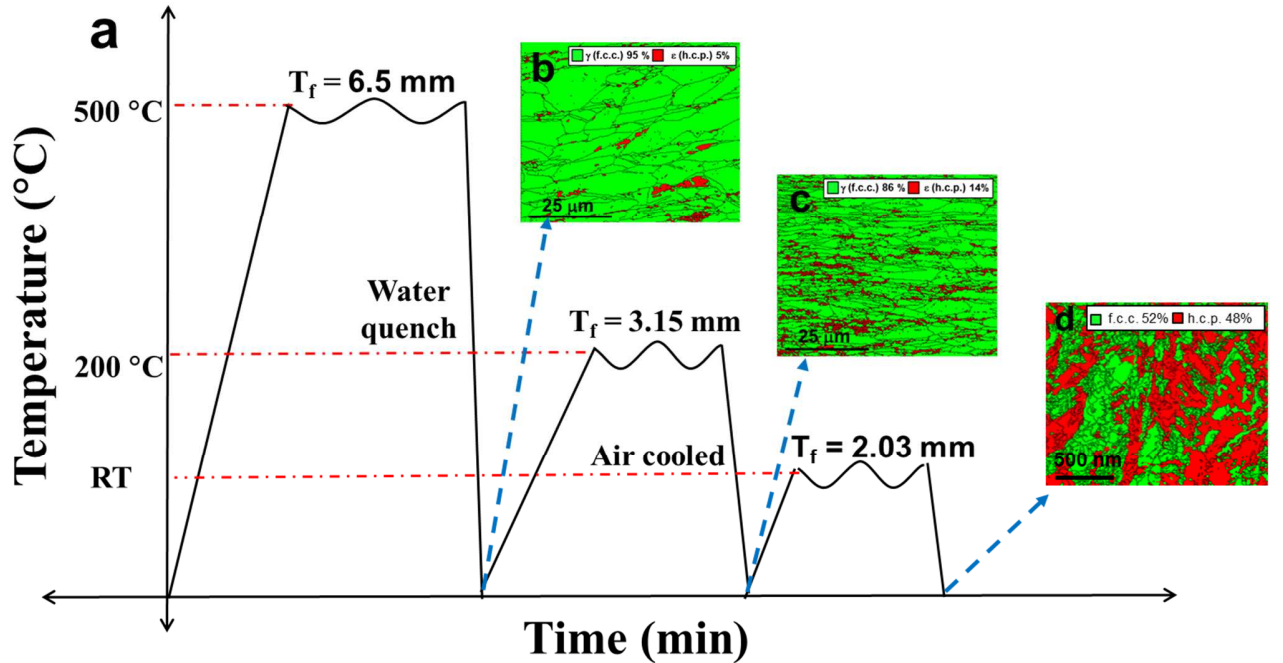 a
T_f = 6.5 mm
500 °C
b
γ (f.c.c.) 95 % ε (h.c.p.) 5%
25 µm
c
γ (f.c.c.) 86 % ε (h.c.p.) 14%
25 µm
Water
quench
T_f = 3.15 mm
200 °C
d
f.c.c. 52% h.c.p. 48%
500 nm
Air cooled
T_f = 2.03 mm
RT
Temperature (°C)
Time (min)